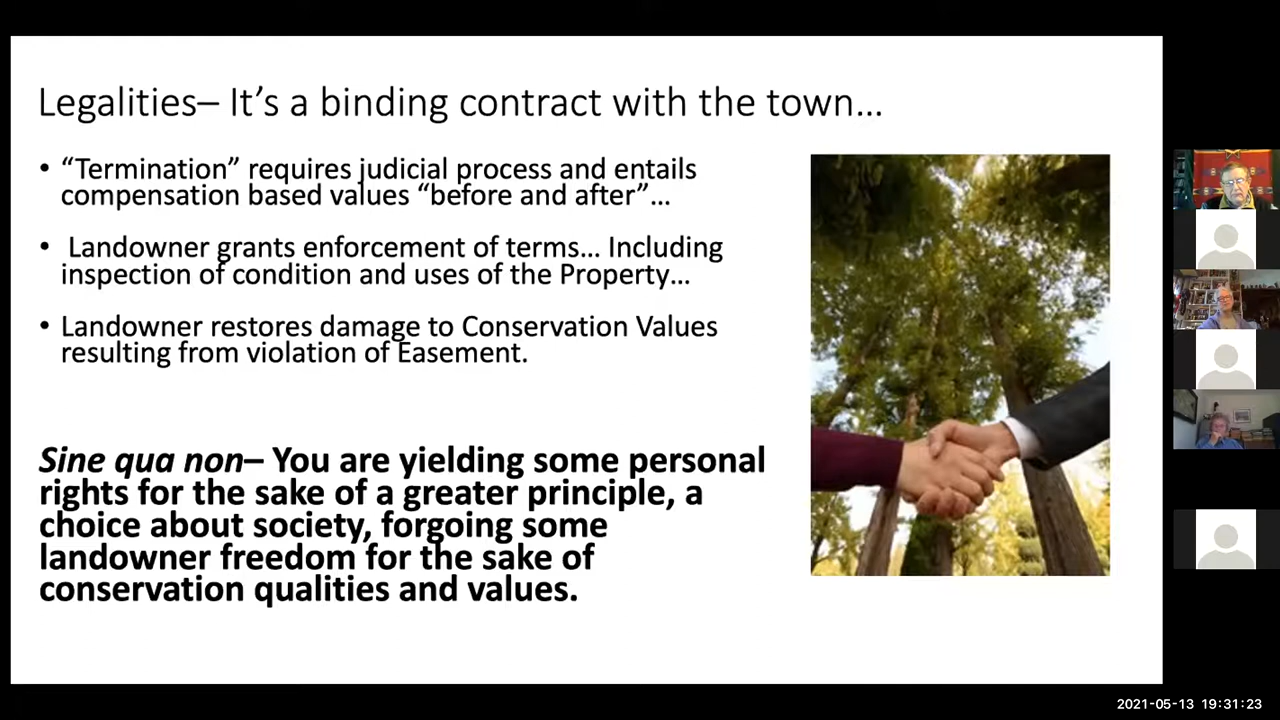 Legalities– It’s a binding contract with the town…
• “Termination” requires judicial process and entails
compensation based values “before and after”…
• Landowner grants enforcement of terms… Including
inspection of condition and uses of the Property…
• Landowner restores damage to Conservation Values
resulting from violation of Easement.
Sine qua non– You are yielding some personal
rights for the sake of a greater principle, a
choice about society, forgoing some
landowner freedom for the sake of
conservation qualities and values.
2021-05-13 19:31:23